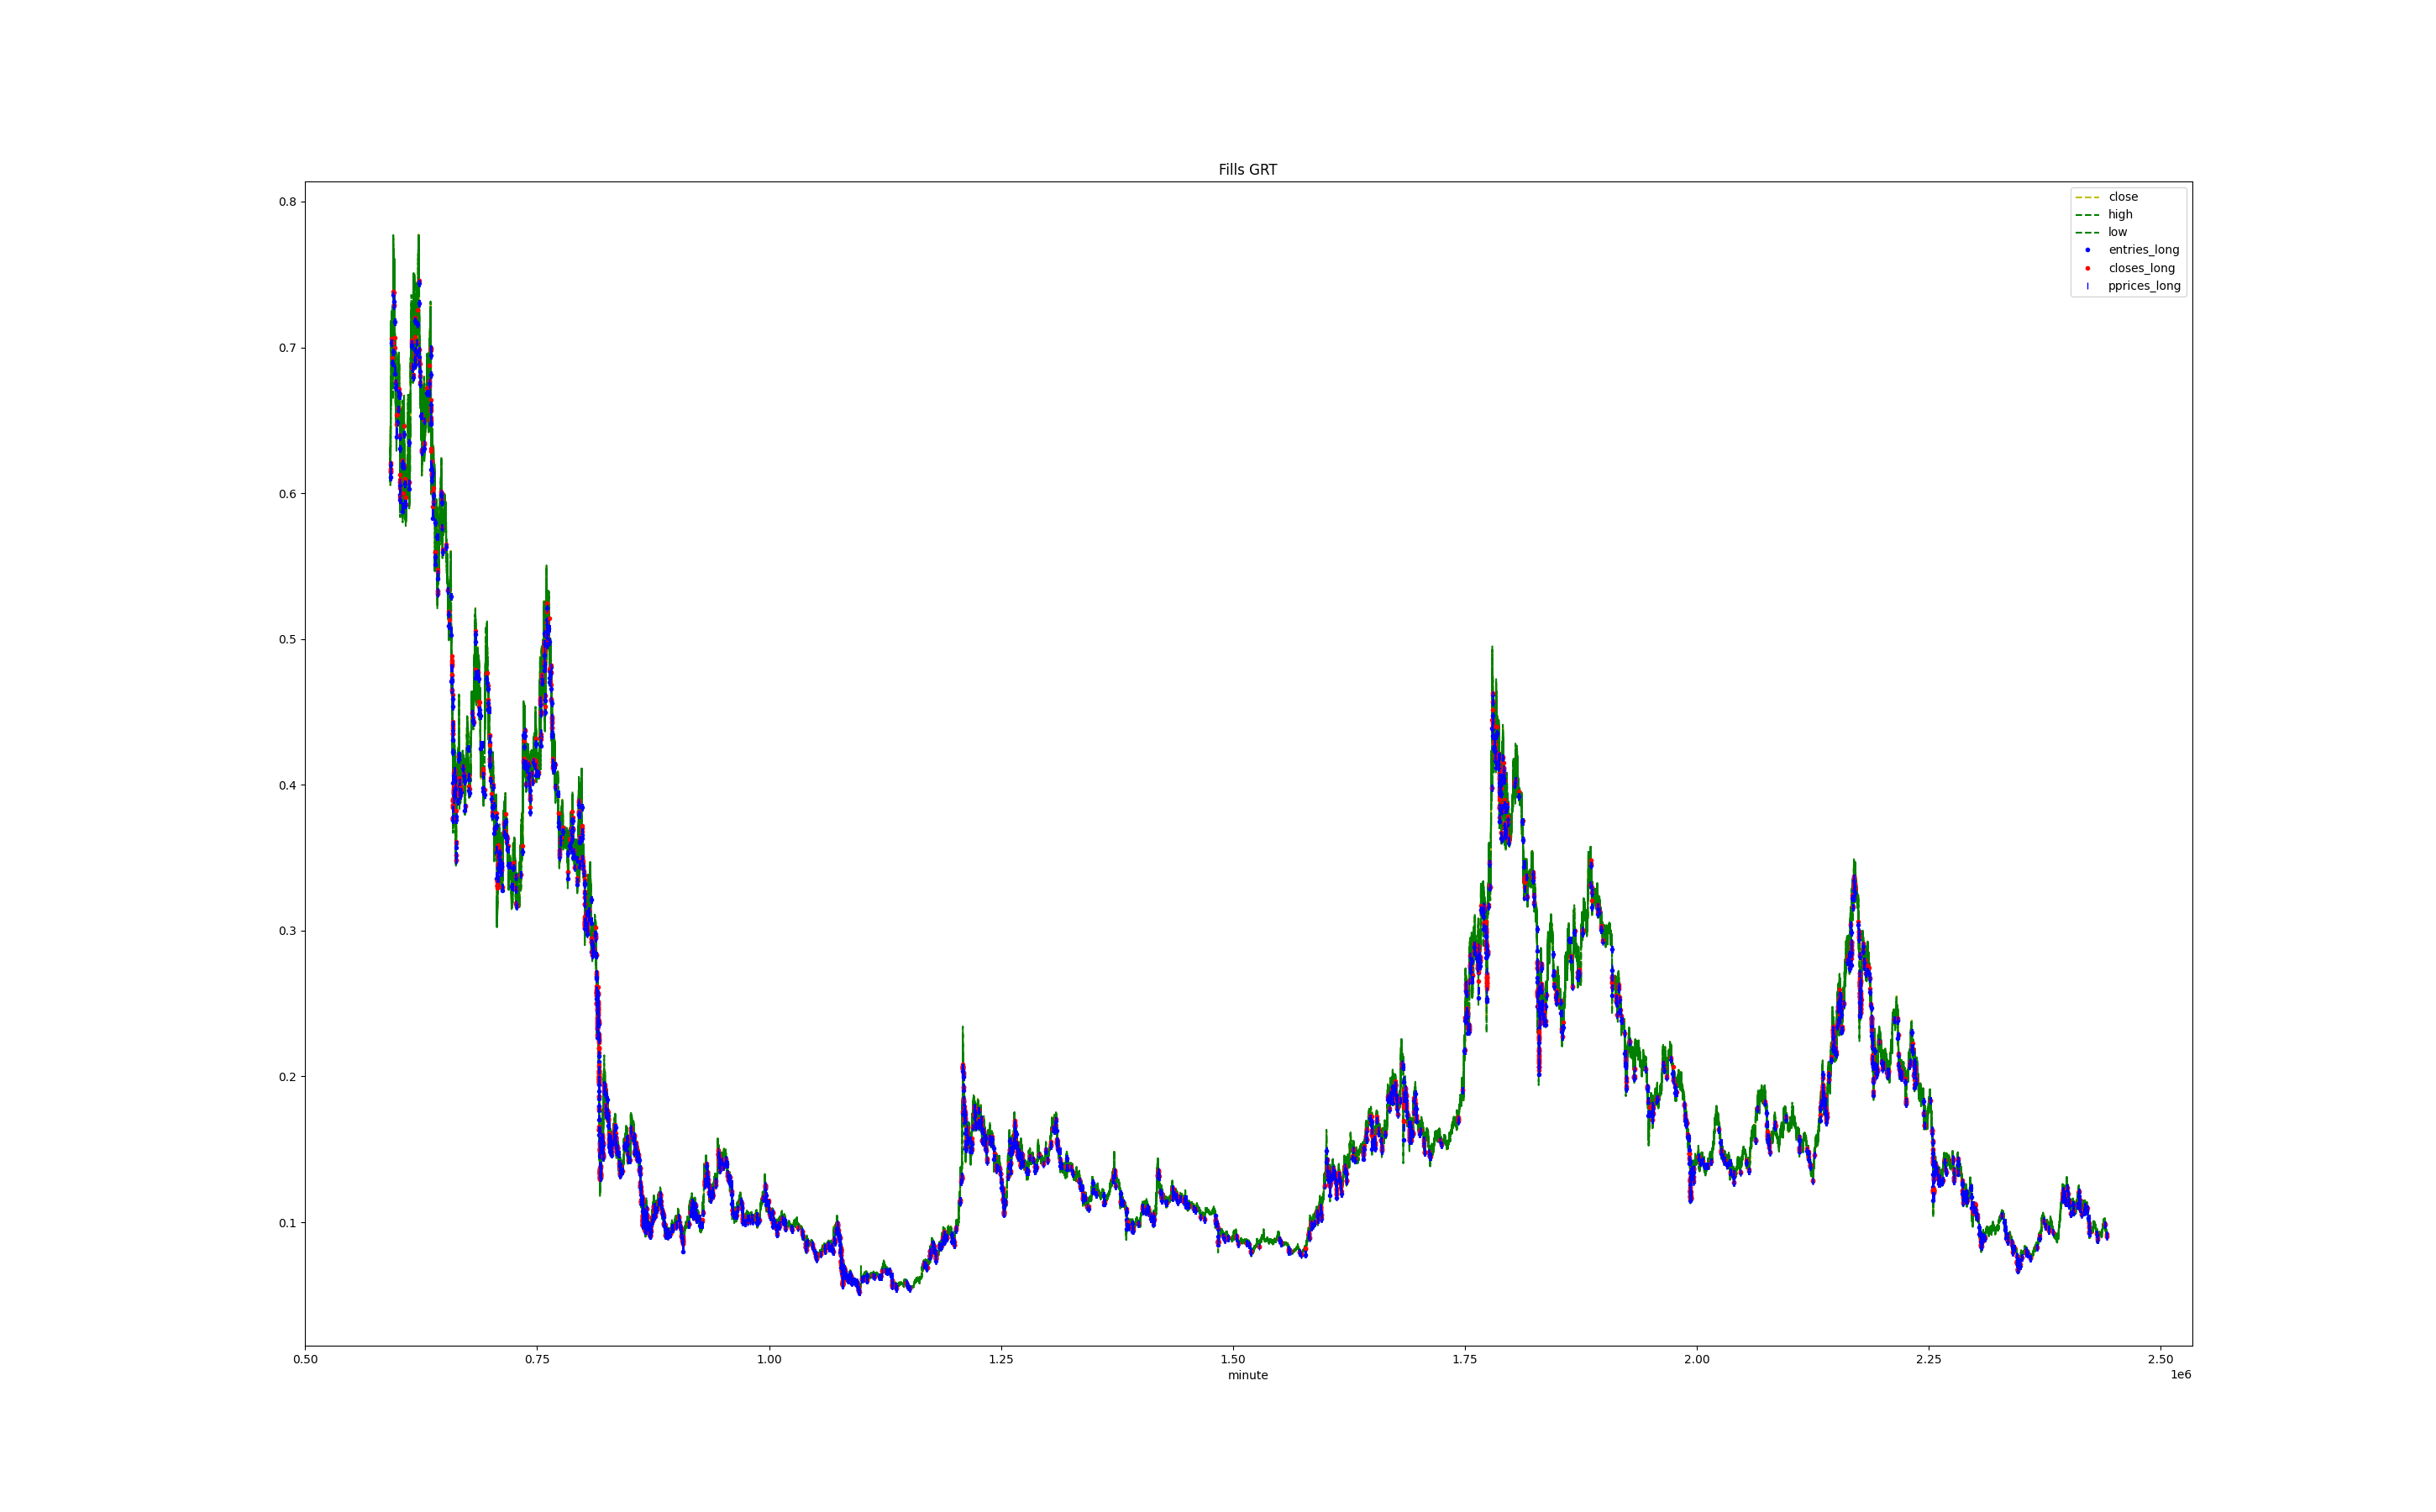 Fills GRT
close
high
low
entries_long
closes_long
pprices_long
0.8
0.7
0.6
0.5
0.4
0.3
0.2
0.1
0.50 0.75 1.00 1.25 1.50 1.75 2.00 2.25 2.50
minute
1e6